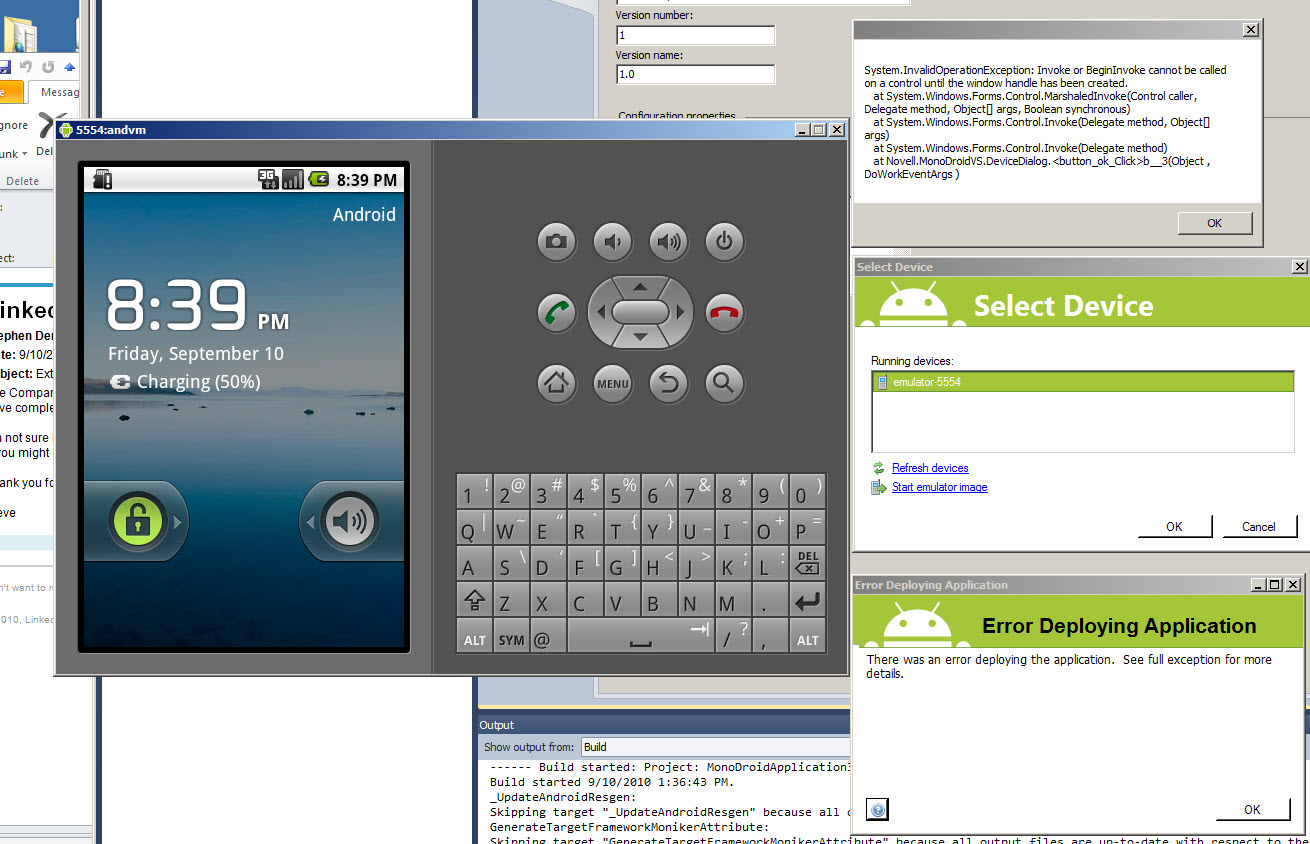 Version number:
1
Version name:
1.0
Configuration properties
Messag
gnore
unk
Del
Delete
:
ect:
inked
ephen Der
te: 9/10/2
bject: Ext
e Compan
ve comple
not sure
you might
ank you fo
eve
n't want to re
010, Linked
5554:andvm
3G
8:39 PM
Android
8:39 PM
Friday, September 10
Charging (50%)
MENU
1 ! 2 @ 3 # 4 $ 5 % 6 ^ 7 & 8 * 9 ( 0 )
Q | W ~ E “ R ` T { Y } U _ I - O + P =
A S \ D ‘ F [ G ] H < J > K ; L : DEL
Z X C V B N M .
ALT SYM @ / ? , ALT
System.InvalidOperationException: Invoke or BeginInvoke cannot be called
on a control until the window handle has been created.
at System.Windows.Forms.Control.MarshaledInvoke(Control caller,
Delegate method, Object[] args, Boolean synchronous)
at System.Windows.Forms.Control.Invoke(Delegate method, Object[]
args)
at System.Windows.Forms.Control.Invoke(Delegate method)
at Novell.MonoDroidVS.DeviceDialog.<button_ok_Click>b__3(Object ,
DoWorkEventArgs )
OK
Select Device
Select Device
Running devices:
emulator-5554
Refresh devices
Start emulator image
OK
Cancel
Error Deploying Application
Error Deploying Application
There was an error deploying the application. See full exception for more
details.
OK
Output
Show output from:
Build
------ Build started: Project: MonoDroidApplication
Build started 9/10/2010 1:36:43 PM.
_UpdateAndroidResgen:
Skipping target "_UpdateAndroidResgen" because all
GenerateTargetFrameworkMonikerAttribute:
Skipping target "GenerateTargetFrameworkMonikerAttribute" because all output files are up-to-date with respect to the